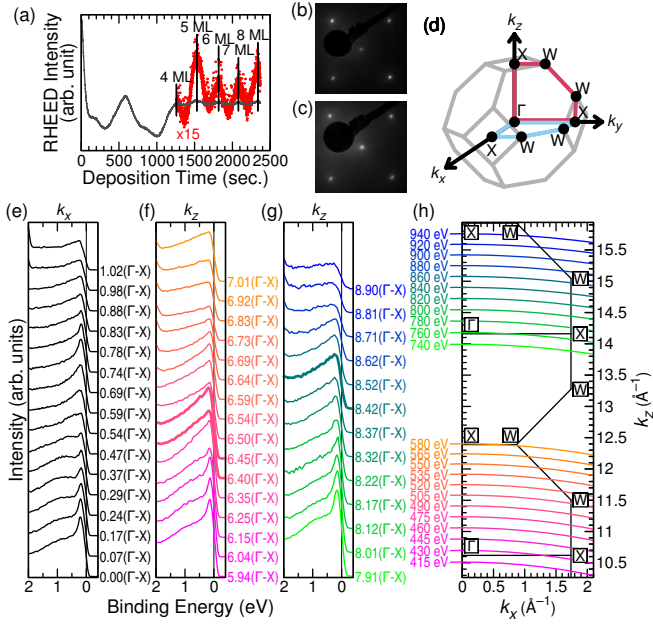 (a)
RHEED Intensity
(arb. unit)
4 ML
5 ML
6 ML
7 ML
8 ML
x15
0 500 1000 1500 2000 2500
Deposition Time (sec.)
(b)
(c)
(d)
k_z
X
W
W
Γ
X
k_y
X
W
W
k_x
(e)
k_x
1.02(Γ-X)
0.98(Γ-X)
0.88(Γ-X)
0.83(Γ-X)
0.78(Γ-X)
0.74(Γ-X)
0.69(Γ-X)
0.59(Γ-X)
0.54(Γ-X)
0.47(Γ-X)
0.37(Γ-X)
0.29(Γ-X)
0.24(Γ-X)
0.17(Γ-X)
0.07(Γ-X)
0.00(Γ-X)
2 1 0
Intensity (arb. units)
(f)
k_z
7.01(Γ-X)
6.92(Γ-X)
6.83(Γ-X)
6.73(Γ-X)
6.69(Γ-X)
6.64(Γ-X)
6.59(Γ-X)
6.54(Γ-X)
6.50(Γ-X)
6.45(Γ-X)
6.40(Γ-X)
6.35(Γ-X)
6.25(Γ-X)
6.15(Γ-X)
6.04(Γ-X)
5.94(Γ-X)
2 1 0
Binding Energy (eV)
(g)
k_z
8.90(Γ-X)
8.81(Γ-X)
8.71(Γ-X)
8.62(Γ-X)
8.52(Γ-X)
8.42(Γ-X)
8.37(Γ-X)
8.32(Γ-X)
8.22(Γ-X)
8.17(Γ-X)
8.12(Γ-X)
8.01(Γ-X)
7.91(Γ-X)
2 1 0
(h)
940 eV
920 eV
900 eV
880 eV
860 eV
840 eV
820 eV
800 eV
780 eV
760 eV
740 eV
580 eV
565 eV
550 eV
535 eV
530 eV
505 eV
490 eV
475 eV
460 eV
445 eV
430 eV
415 eV
X W
W
Γ
X
W
X W
W
Γ
X
15.5
15
14.5
14
13.5
13
12.5
12
11.5
11
10.5
k_z(Å⁻¹)
0 0.5 1 1.5 2
k_x(Å⁻¹)